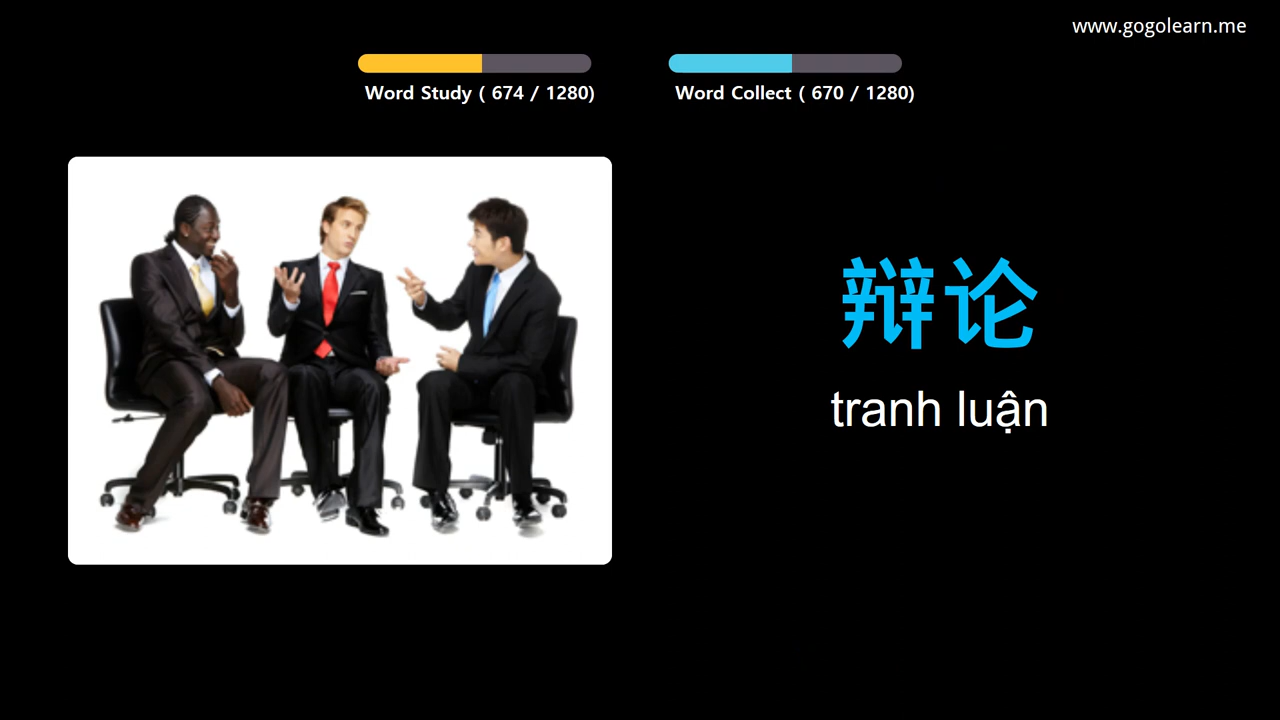 www.gogolearn.me
Word Study ( 674 / 1280)
Word Collect ( 670 / 1280)
辩论
tranh luận